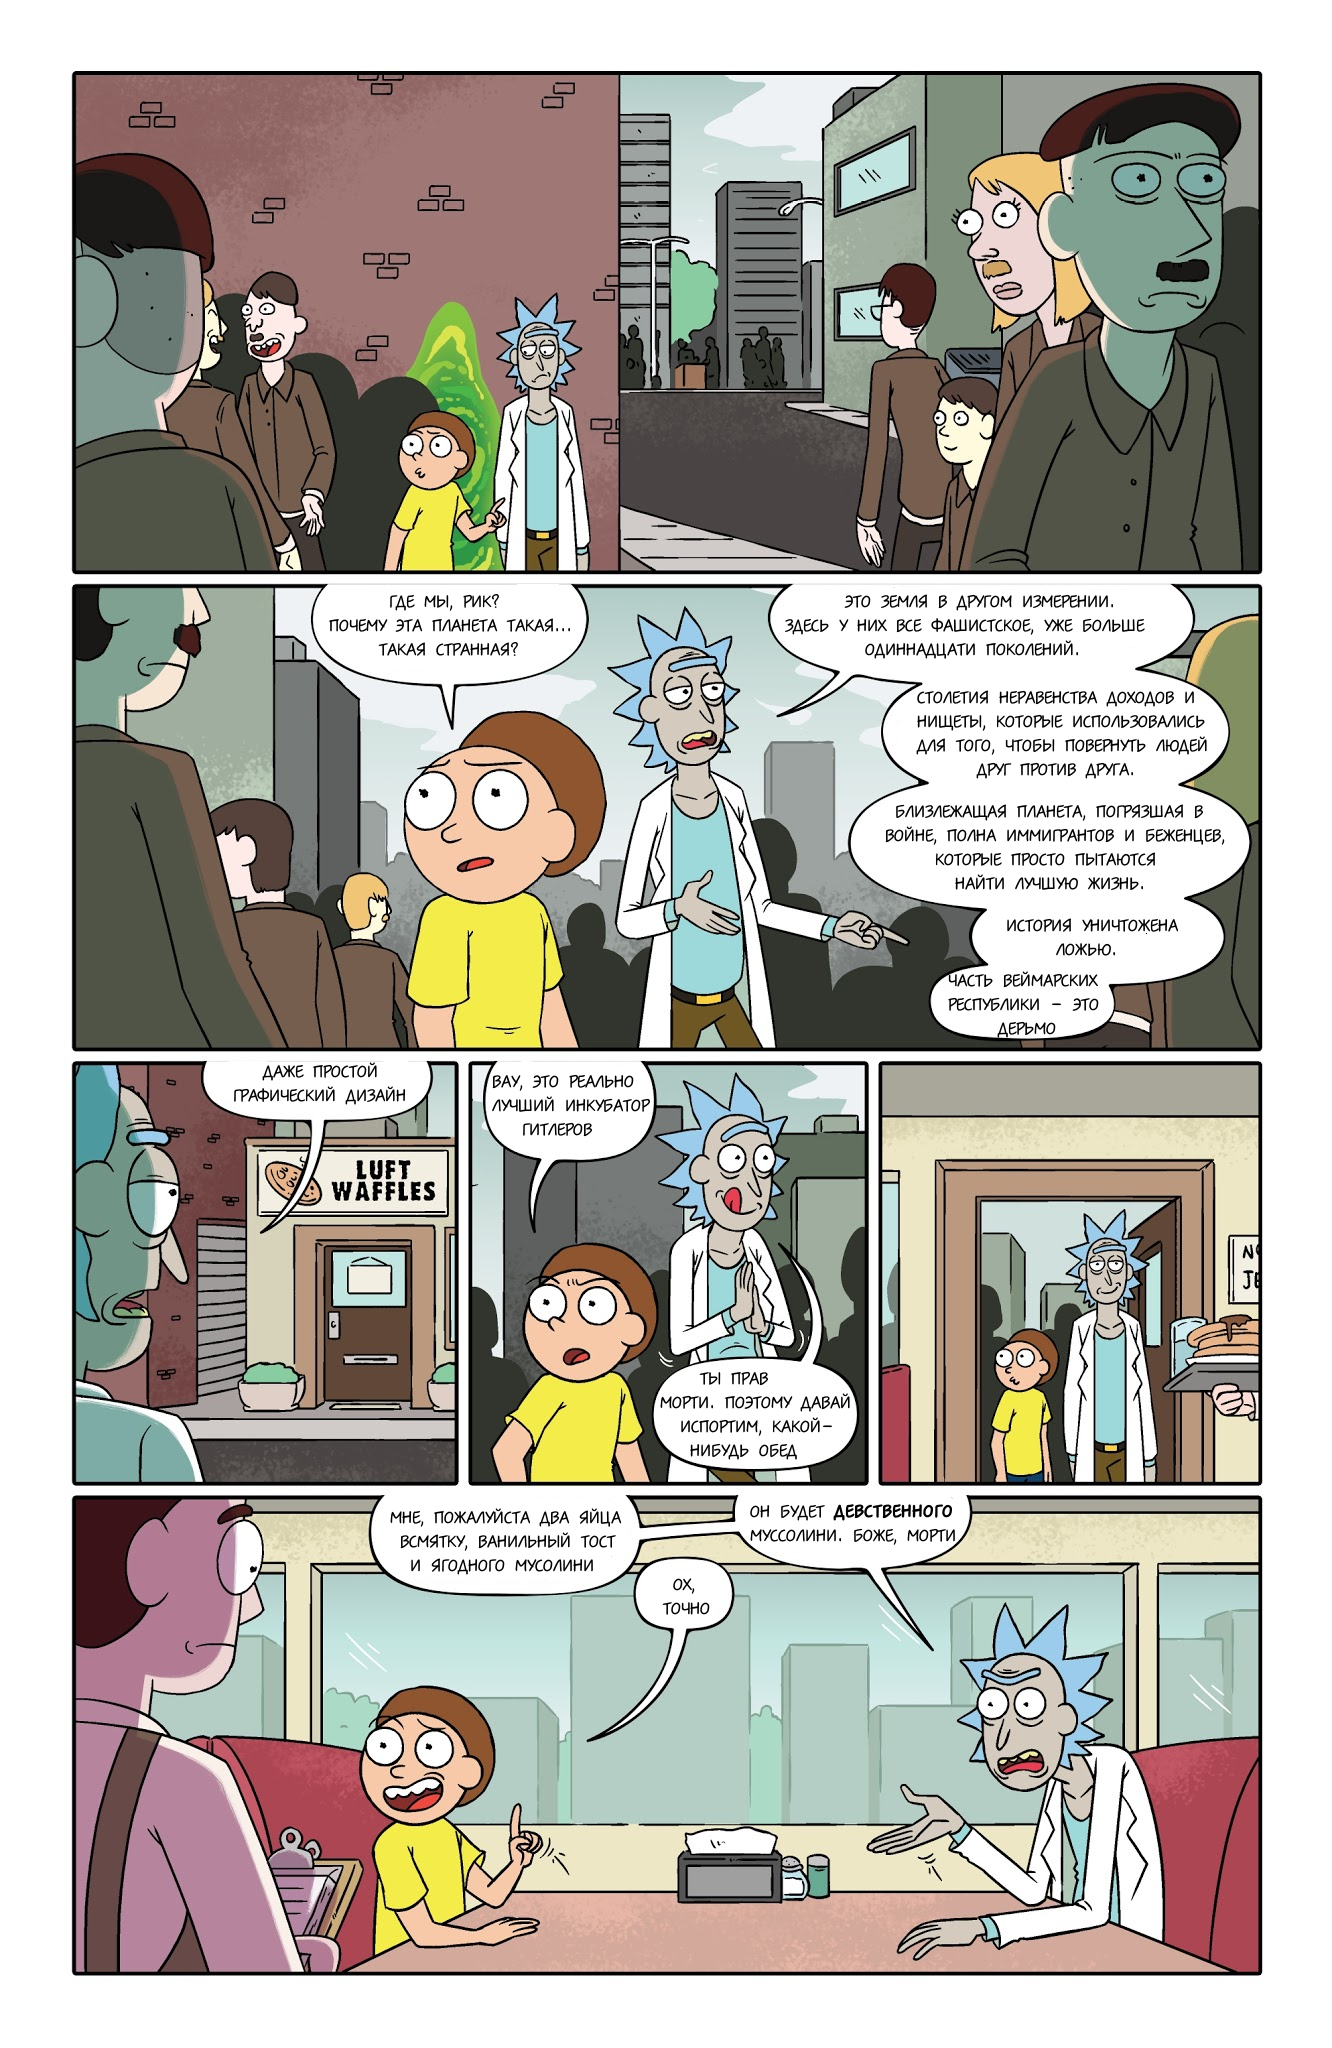 ГДЕ МЫ, РИК?
ПОЧЕМУ ЭТА ПЛАНЕТА ТАКАЯ...
ТАКАЯ СТРАННАЯ?
ЭТО ЗЕМЛЯ В ДРУГОМ ИЗМЕРЕНИИ.
ЗДЕСЬ У НИХ ВСЕ ФАШИСТСКОЕ, УЖЕ БОЛЬШЕ
ОДИННАДЦАТИ ПОКОЛЕНИЙ.
СТОЛЕТИЯ НЕРАВЕНСТВА ДОХОДОВ И
НИЩЕТЫ, КОТОРЫЕ ИСПОЛЬЗОВАЛИСЬ
ДЛЯ ТОГО, ЧТОБЫ ПОВЕРНУТЬ ЛЮДЕЙ
ДРУГ ПРОТИВ ДРУГА.
БЛИЗЛЕЖАЩАЯ ПЛАНЕТА, ПОГРЯЗШАЯ В
ВОЙНЕ, ПОЛНА ИММИГРАНТОВ И БЕЖЕНЦЕВ,
КОТОРЫЕ ПРОСТО ПЫТАЮТСЯ
НАЙТИ ЛУЧШУЮ ЖИЗНЬ.
ИСТОРИЯ УНИЧТОЖЕНА
ЛОЖЬЮ.
ЧАСТЬ ВЕЙМАРСКИХ
РЕСПУБЛИКИ - ЭТО
ДЕРЬМО
ДАЖЕ ПРОСТОЙ
ГРАФИЧЕСКИЙ ДИЗАЙН
LUFT
WAFFLES
ВАУ, ЭТО РЕАЛЬНО
ЛУЧШИЙ ИНКУБАТОР
ГИТЛЕРОВ
ТЫ ПРАВ
МОРТИ. ПОЭТОМУ ДАВАЙ
ИСПОРТИМ, КАКОЙ-
НИБУДЬ ОБЕД
NO
JE
МНЕ, ПОЖАЛУЙСТА ДВА ЯЙЦА
ВСМЯТКУ, ВАНИЛЬНЫЙ ТОСТ
И ЯГОДНОГО МУСОЛИНИ
ОН БУДЕТ ДЕВСТВЕННОГО
МУССОЛИНИ. БОЖЕ, МОРТИ
ОХ,
ТОЧНО